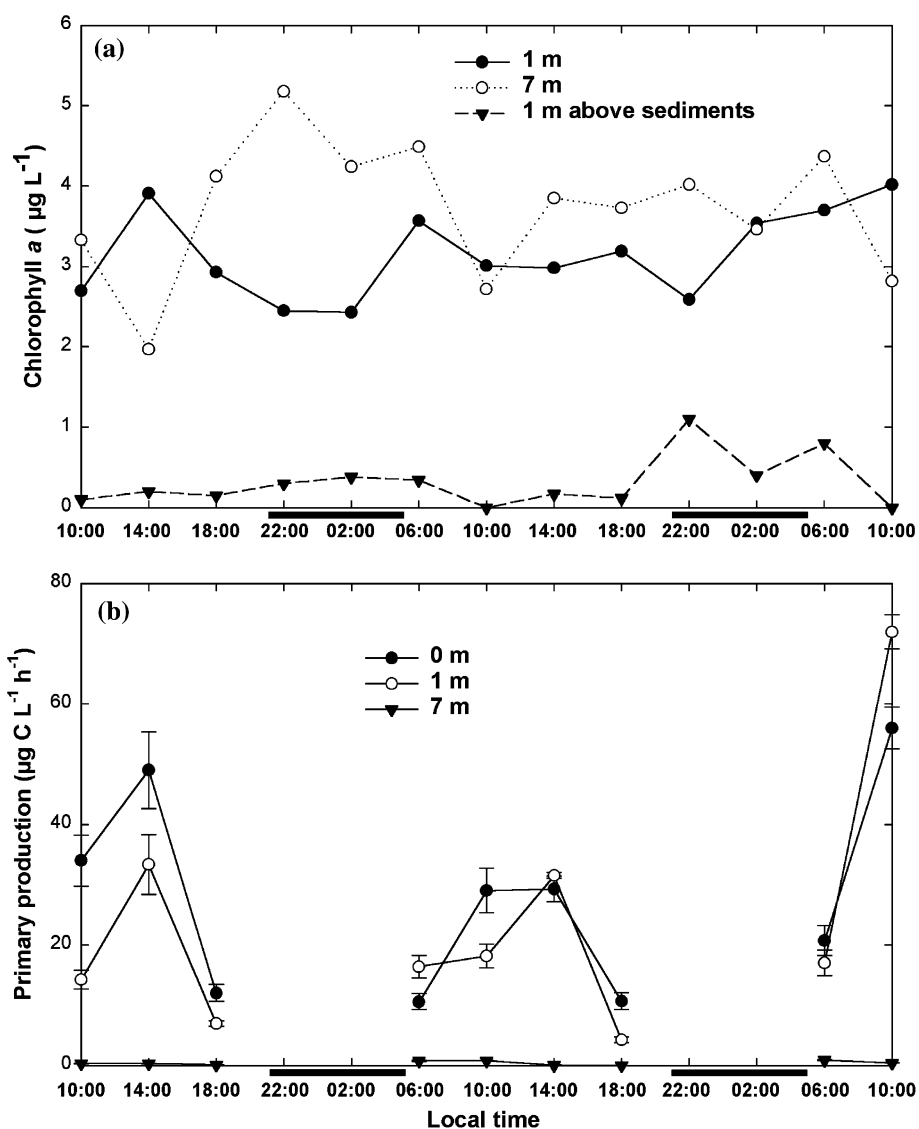 (a)
1 m
7 m
1 m above sediments
Chlorophyll a ( µg L-1)
6
5
4
3
2
1
0
10:00 14:00 18:00 22:00 02:00 06:00 10:00 14:00 18:00 22:00 02:00 06:00 10:00
(b)
0 m
1 m
7 m
Primary production (µg C L-1 h-1)
80
60
40
20
0
10:00 14:00 18:00 22:00 02:00 06:00 10:00 14:00 18:00 22:00 02:00 06:00 10:00
Local time